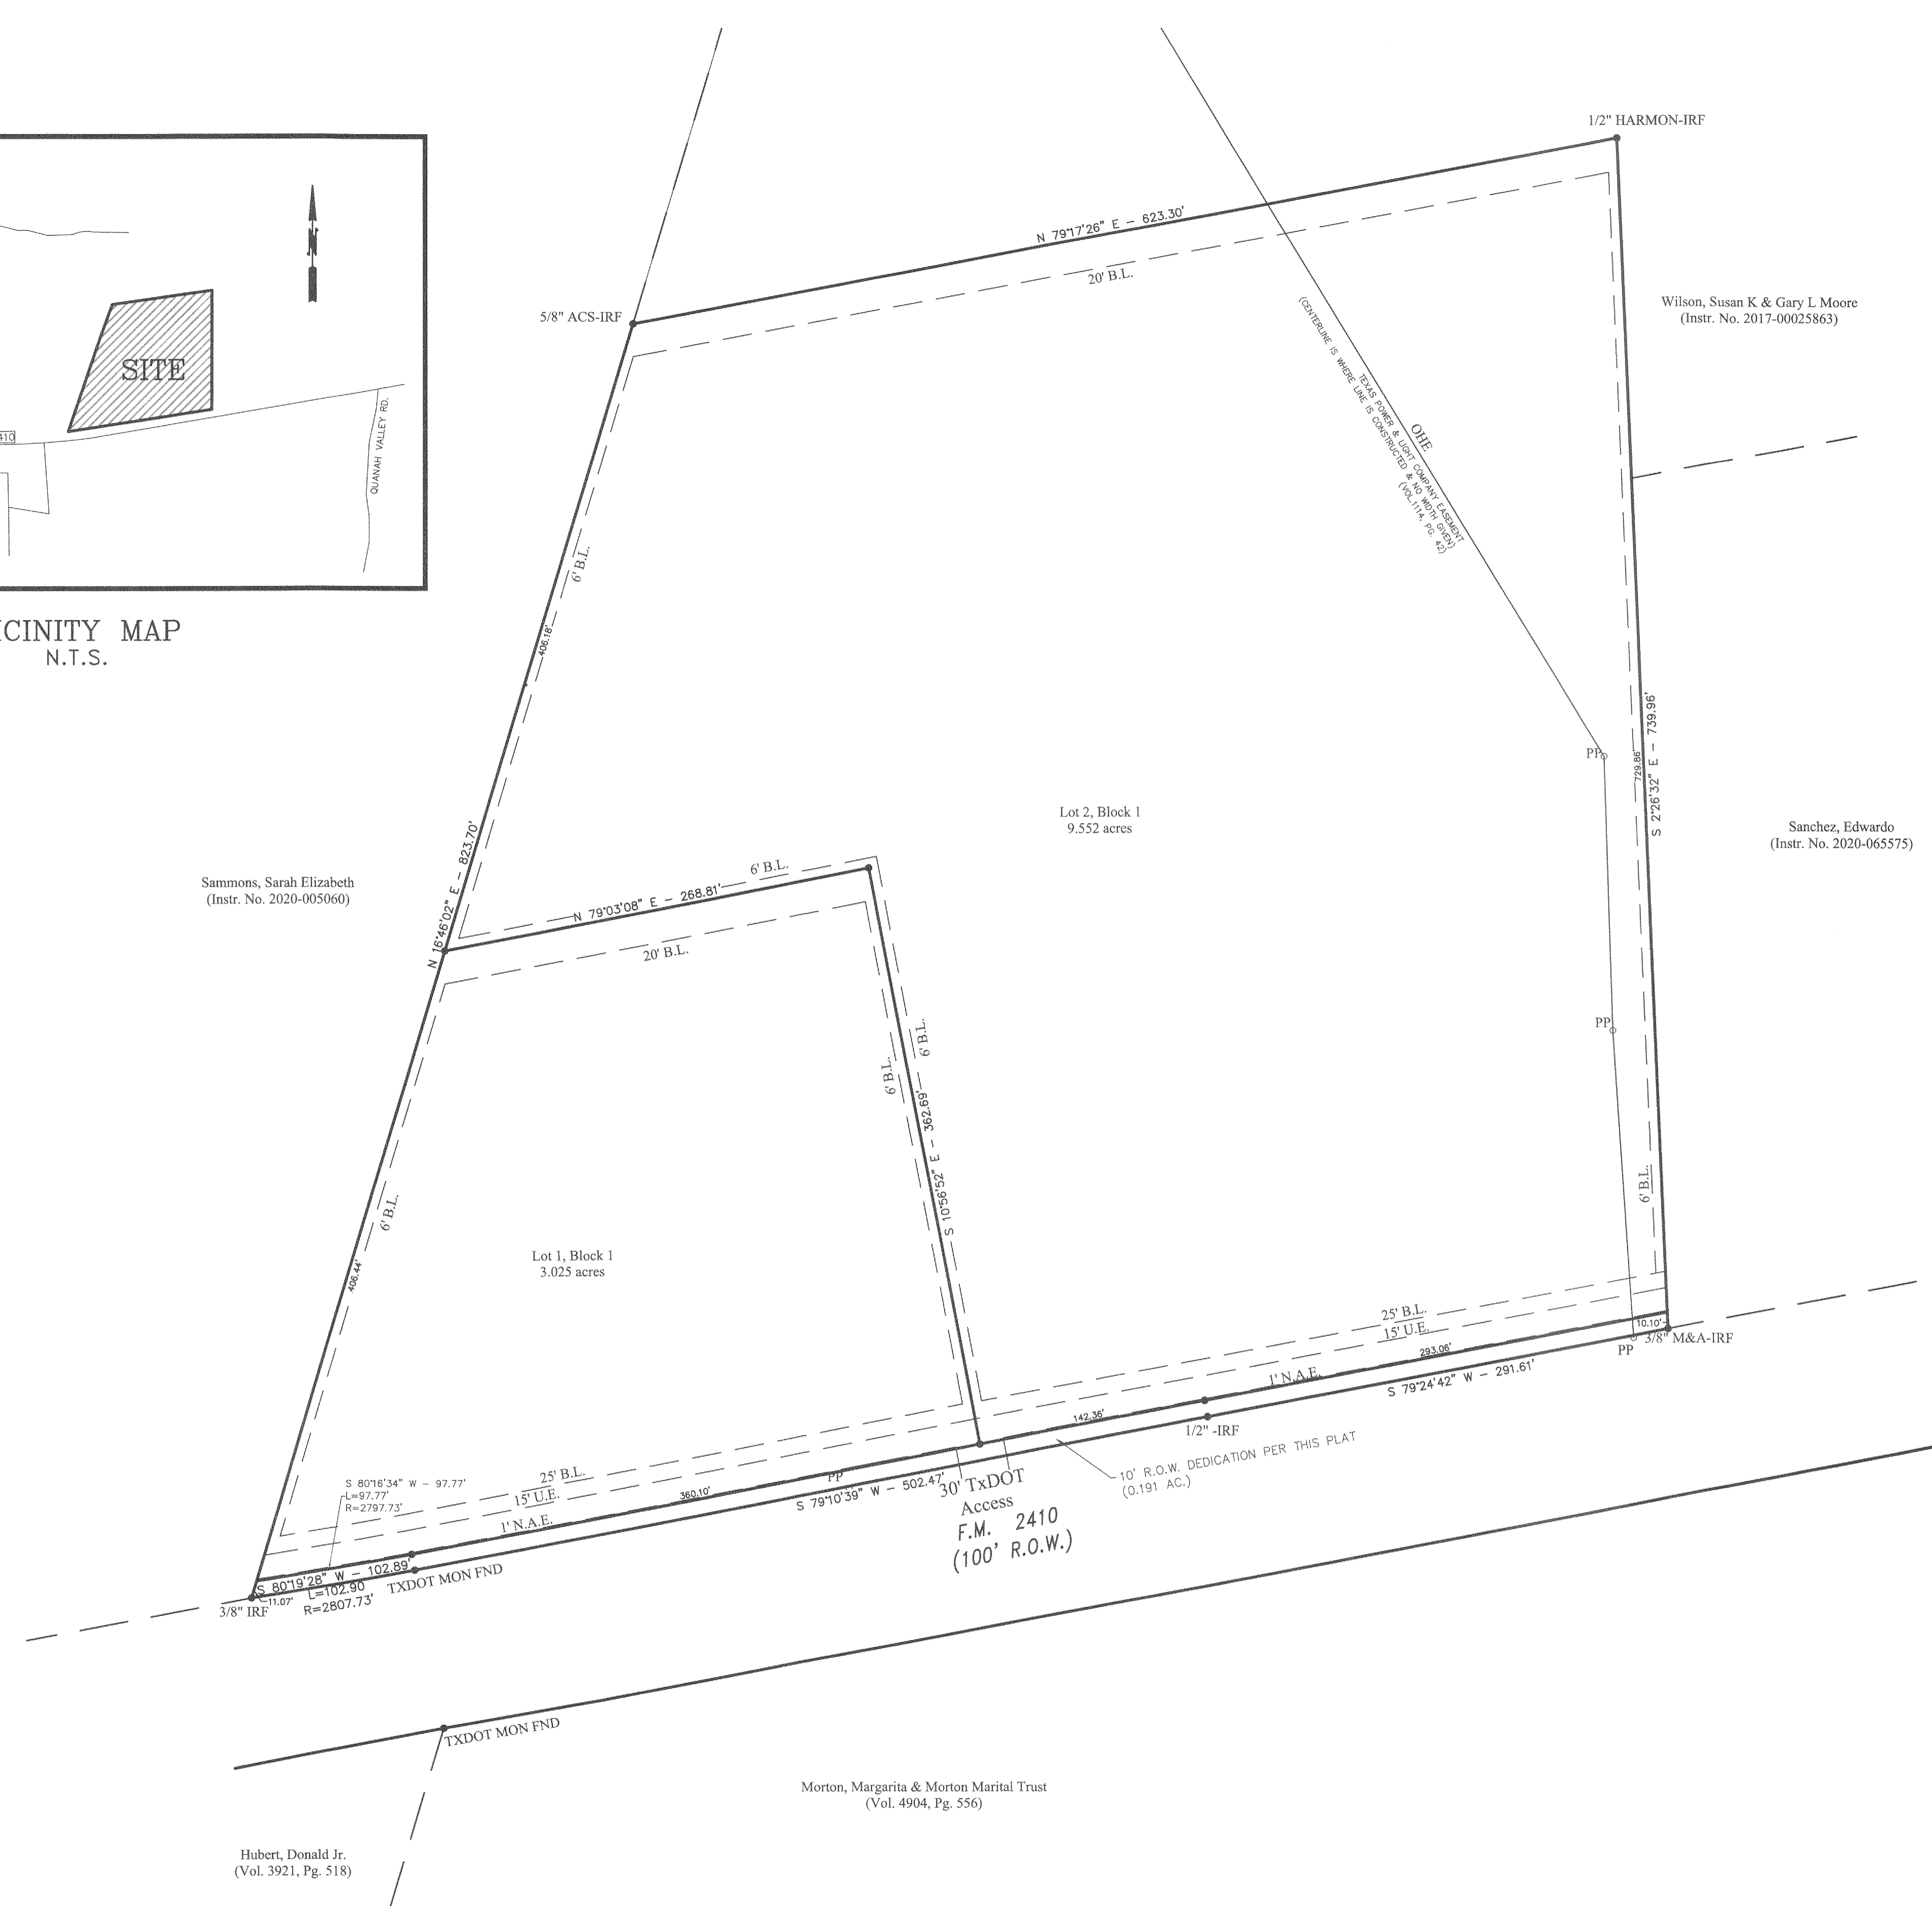 1/2" HARMON-IRF
N 79°17'26" E - 623.30'
20' B.L.
5/8" ACS-IRF
Wilson, Susan K & Gary L Moore
(Instr. No. 2017-00025863)
N
SITE
QUANAH VALLEY RD.
410
ICINITY MAP
N.T.S.
OHE
TEXAS POWER & LIGHT COMPANY EASEMENT
(CENTERLINE IS WHERE LINE IS CONSTRUCTED & NO WIDTH GIVEN)
(VOL.1114, PG. 42)
6' B.L.
406.18'
N 16°46'02" E - 823.70'
PP
729.86'
S 2°26'32" E - 739.96'
Lot 2, Block 1
9.552 acres
Sanchez, Edwardo
(Instr. No. 2020-065575)
Sammons, Sarah Elizabeth
(Instr. No. 2020-005060)
6' B.L.
N 79°03'08" E - 268.81'
20' B.L.
PP
6' B.L.
6' B.L.
S 10°56'52" E - 362.69'
6' B.L.
6' B.L.
406.44'
Lot 1, Block 1
3.025 acres
25' B.L.
15' U.E.
10.10'
3/8" M&A-IRF
PP
293.06'
1' N.A.E.
S 79°24'42" W - 291.61'
142.36'
1/2" -IRF
10' R.O.W. DEDICATION PER THIS PLAT
(0.191 AC.)
S 80°16'34" W - 97.77'
L=97.77'
R=2797.73'
25' B.L.
15' U.E.
1' N.A.E.
360.10'
PP
S 79°10'39" W - 502.47'
30' TxDOT
Access
F.M. 2410
(100' R.O.W.)
S 80°19'28" W - 102.89'
11.07'
L=102.90
R=2807.73'
TXDOT MON FND
3/8" IRF
TXDOT MON FND
Morton, Margarita & Morton Marital Trust
(Vol. 4904, Pg. 556)
Hubert, Donald Jr.
(Vol. 3921, Pg. 518)